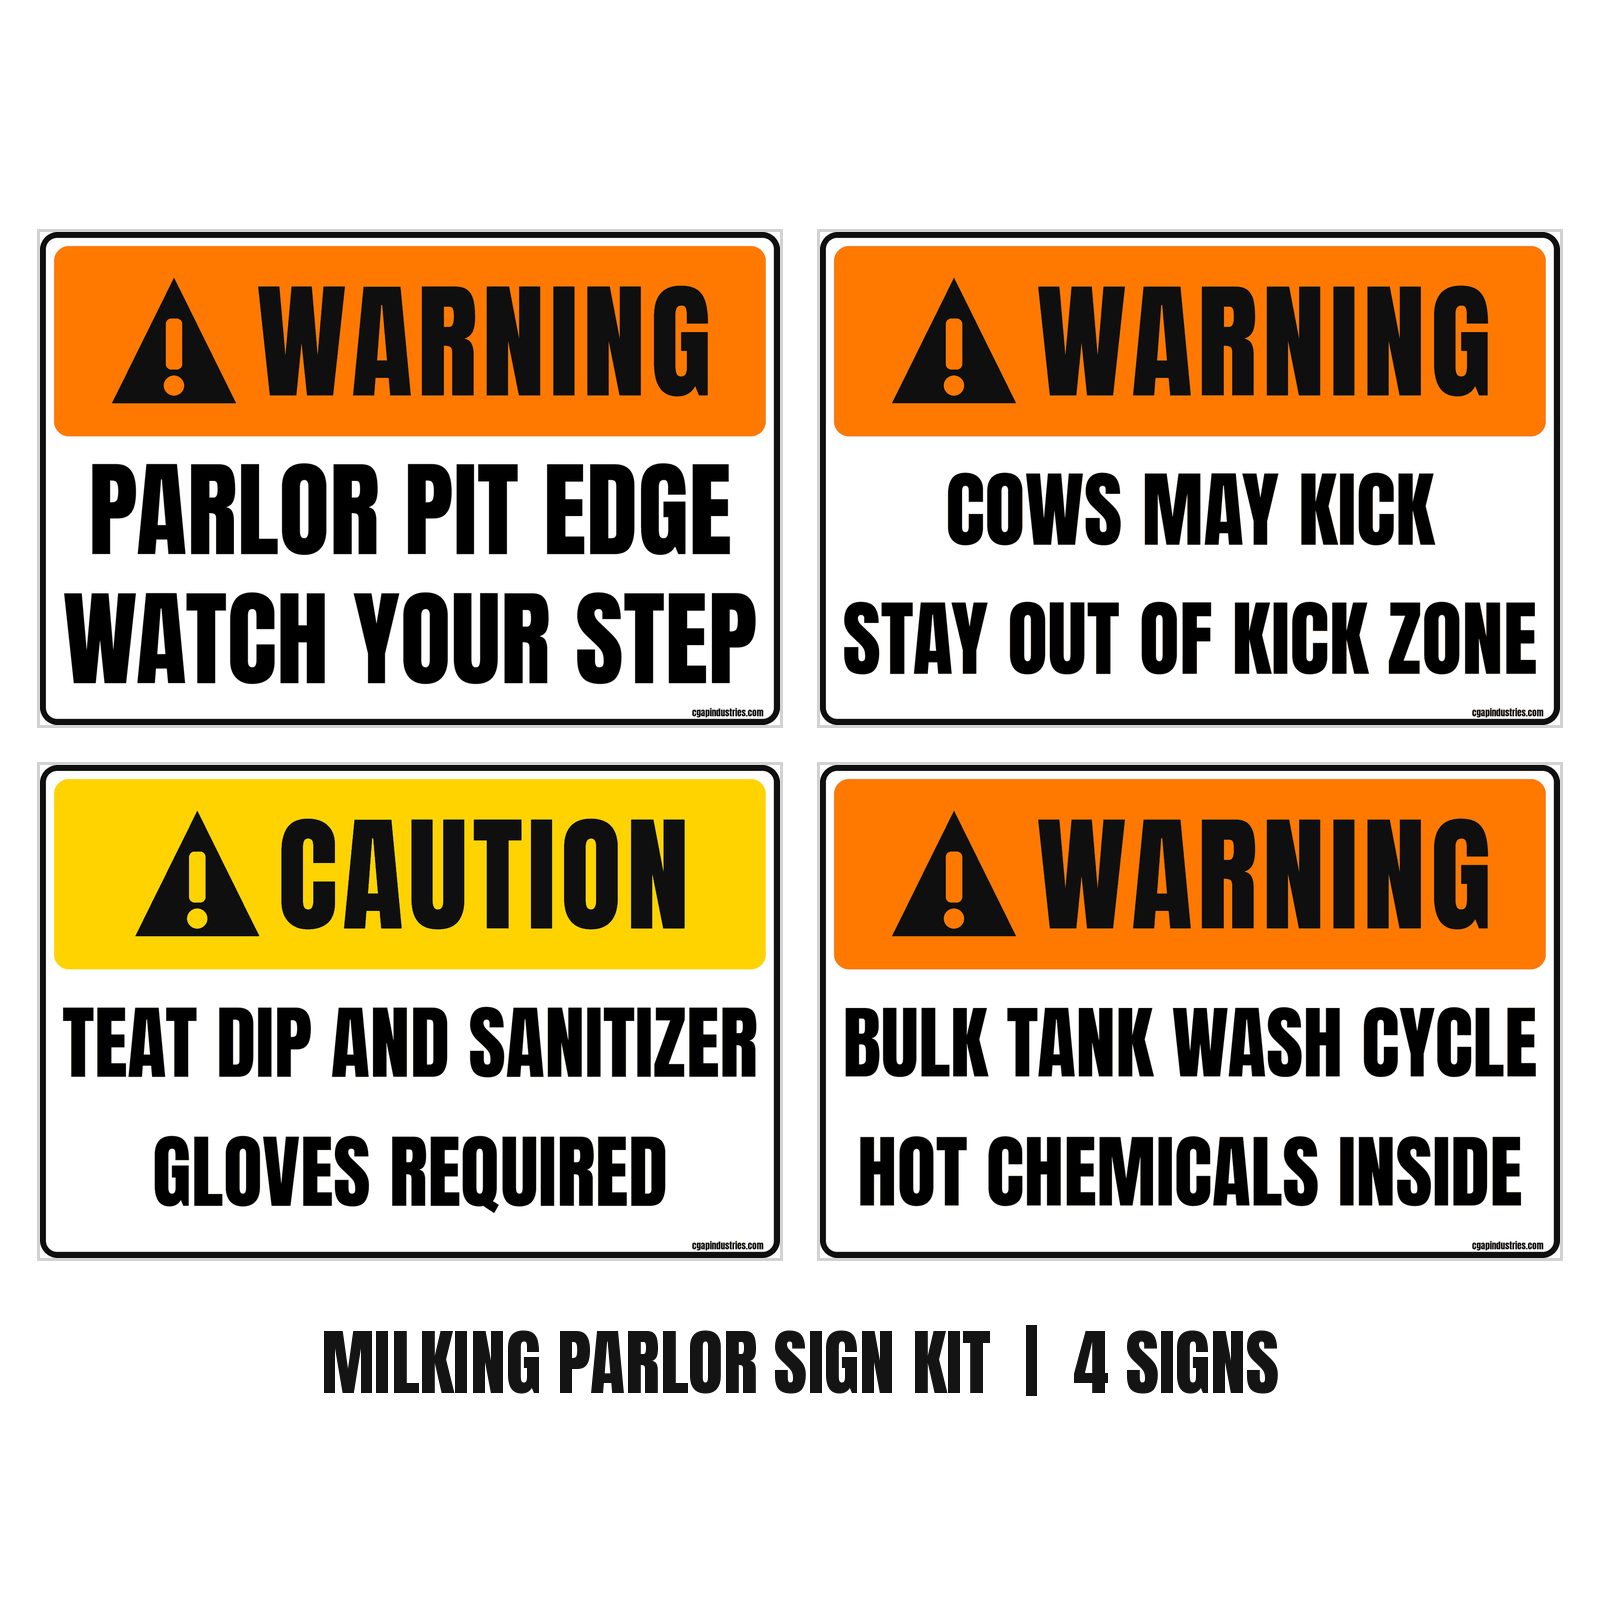 WARNING
PARLOR PIT EDGE
WATCH YOUR STEP
cgapindustries.com
WARNING
COWS MAY KICK
STAY OUT OF KICK ZONE
cgapindustries.com
CAUTION
TEAT DIP AND SANITIZER
GLOVES REQUIRED
cgapindustries.com
WARNING
BULK TANK WASH CYCLE
HOT CHEMICALS INSIDE
cgapindustries.com
MILKING PARLOR SIGN KIT | 4 SIGNS